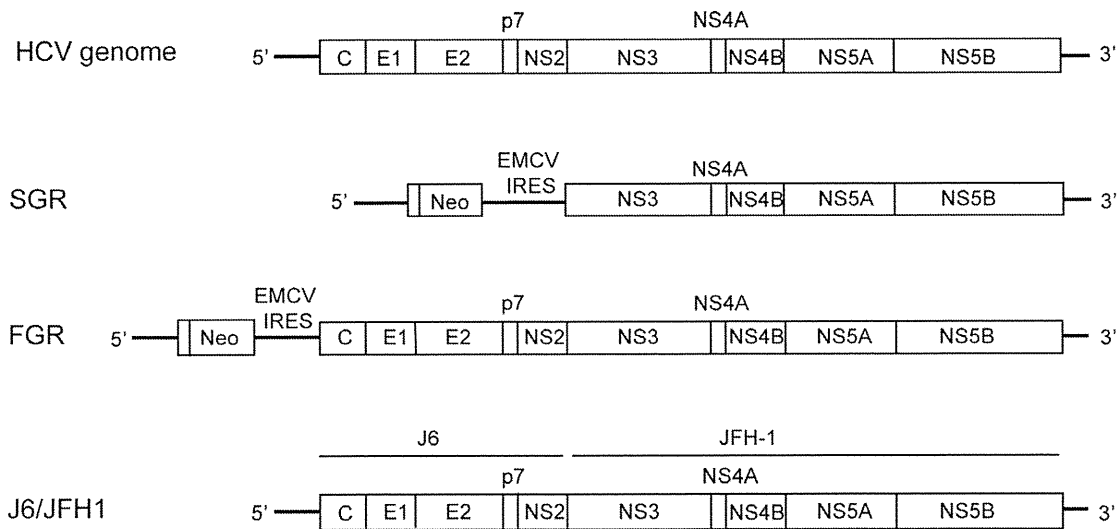 p7 NS4A
HCV genome 5' C E1 E2 NS2 NS3 NS4B NS5A NS5B 3'
EMCV
IRES NS4A
SGR 5' Neo NS3 NS4B NS5A NS5B 3'
EMCV
IRES p7 NS4A
FGR 5' Neo C E1 E2 NS2 NS3 NS4B NS5A NS5B 3'
J6 JFH-1
p7 NS4A
J6/JFH1 5' C E1 E2 NS2 NS3 NS4B NS5A NS5B 3'